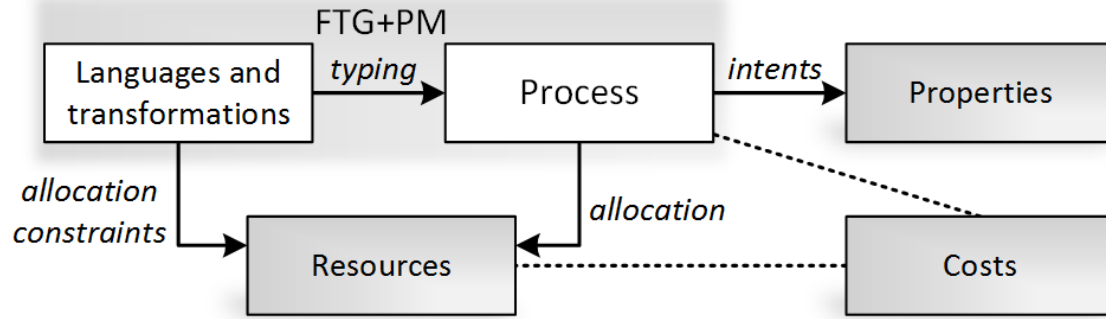 FTG+PM
Languages and
transformations
typing
Process
intents
Properties
allocation
constraints
allocation
Resources
Costs